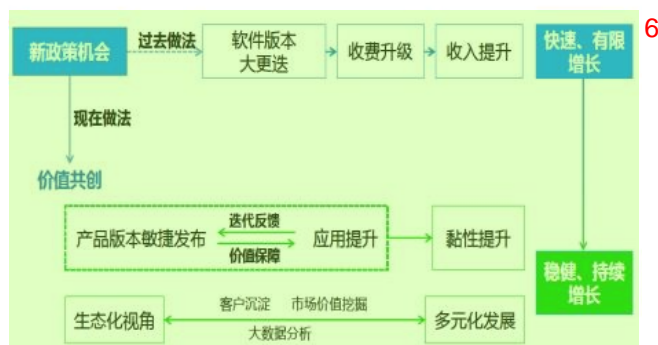 新政策机会
过去做法
软件版本
大更迭
收费升级
收入提升
快速、有限
增长
6
现在做法
价值共创
产品版本敏捷发布
迭代反馈
价值保障
应用提升
黏性提升
稳健、持续
增长
生态化视角
客户沉淀 市场价值挖掘
大数据分析
多元化发展